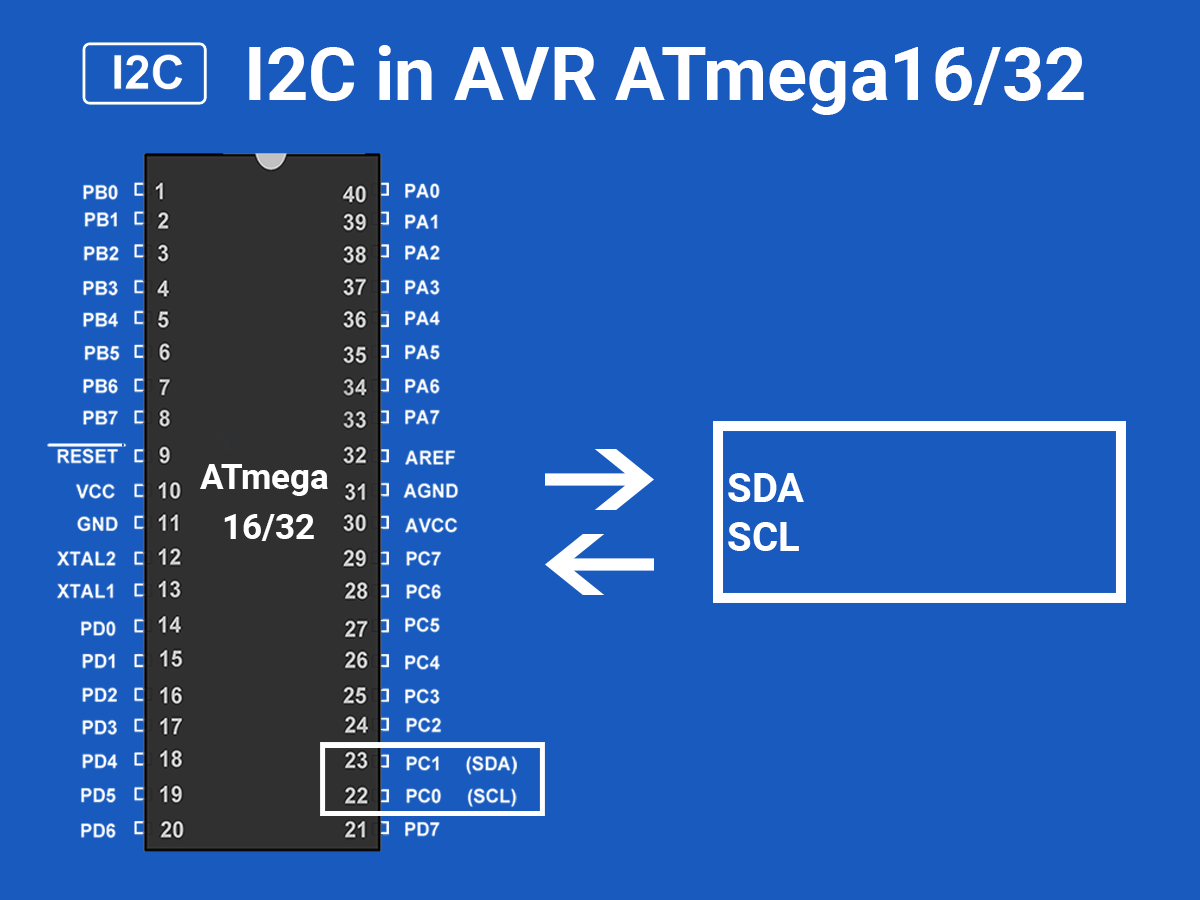 I2C
I2C in AVR ATmega16/32
PB0 1 40 PA0
PB1 2 39 PA1
PB2 3 38 PA2
PB3 4 37 PA3
PB4 5 36 PA4
PB5 6 35 PA5
PB6 7 34 PA6
PB7 8 33 PA7
RESET 9 32 AREF
VCC 10 31 AGND
GND 11 30 AVCC
XTAL2 12 29 PC7
XTAL1 13 28 PC6
PD0 14 27 PC5
PD1 15 26 PC4
PD2 16 25 PC3
PD3 17 24 PC2
PD4 18 23 PC1 (SDA)
PD5 19 22 PC0 (SCL)
PD6 20 21 PD7
ATmega
16/32
SDA
SCL